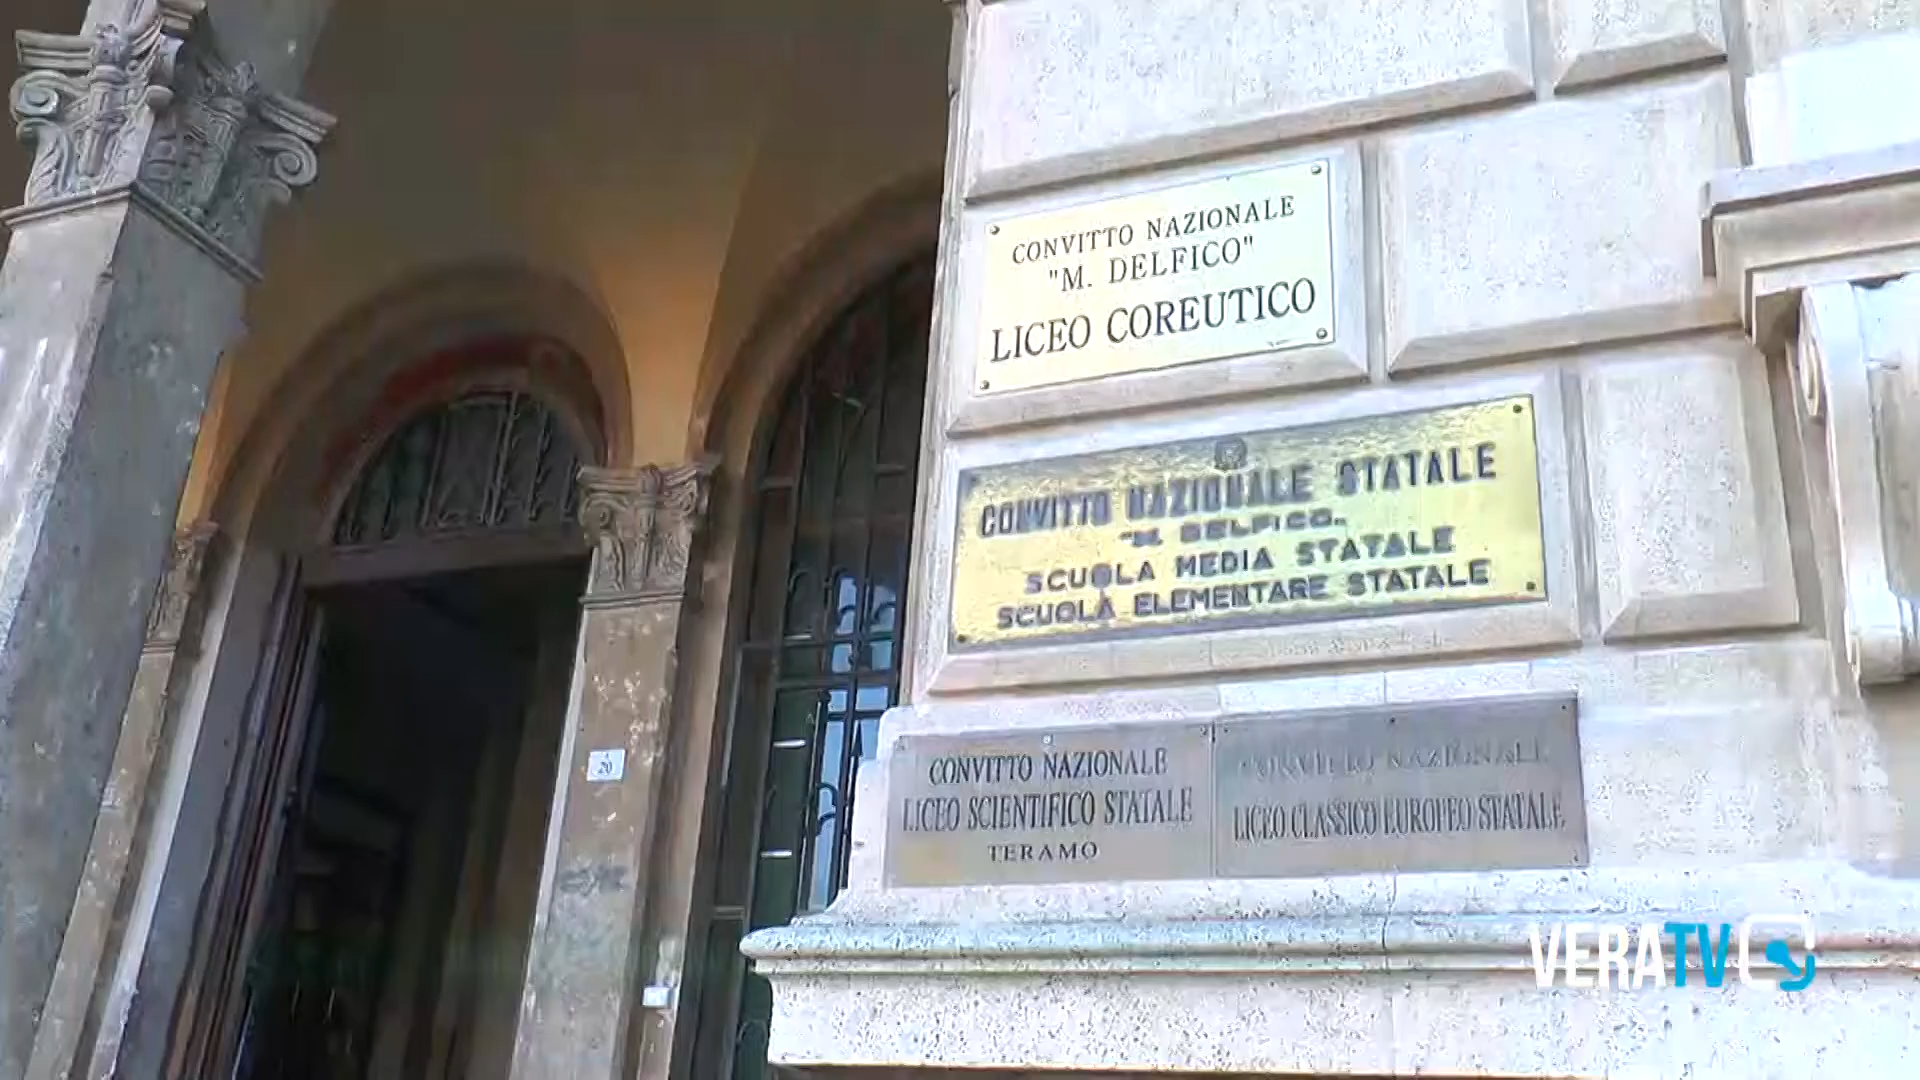 CONVITTO NAZIONALE
"M. DELFICO"
LICEO COREUTICO
CONVITTO NAZIONALE STATALE
"M. DELFICO"
SCUOLA MEDIA STATALE
SCUOLA ELEMENTARE STATALE
CONVITTO NAZIONALE
LICEO SCIENTIFICO STATALE
TERAMO
CONVITTO NAZIONALE
LICEO CLASSICO EUROPEO STATALE
20
VERATV